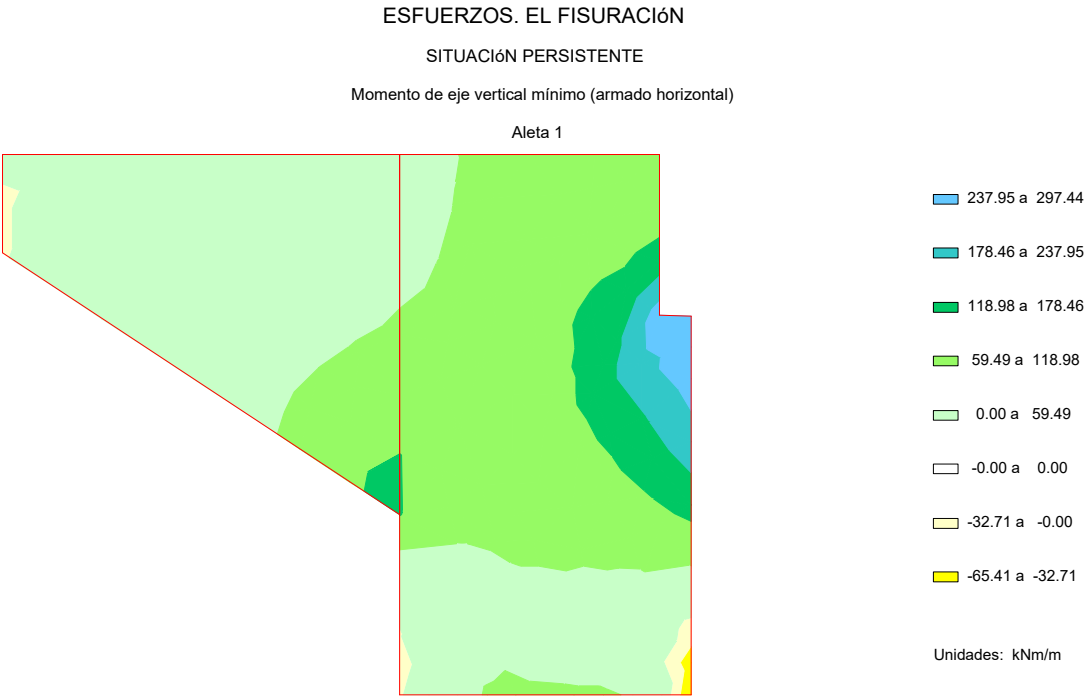 ESFUERZOS. EL FISURACIóN
SITUACIóN PERSISTENTE
Momento de eje vertical mínimo (armado horizontal)
Aleta 1
237.95 a 297.44
178.46 a 237.95
118.98 a 178.46
59.49 a 118.98
0.00 a 59.49
-0.00 a 0.00
-32.71 a -0.00
-65.41 a -32.71
Unidades: kNm/m